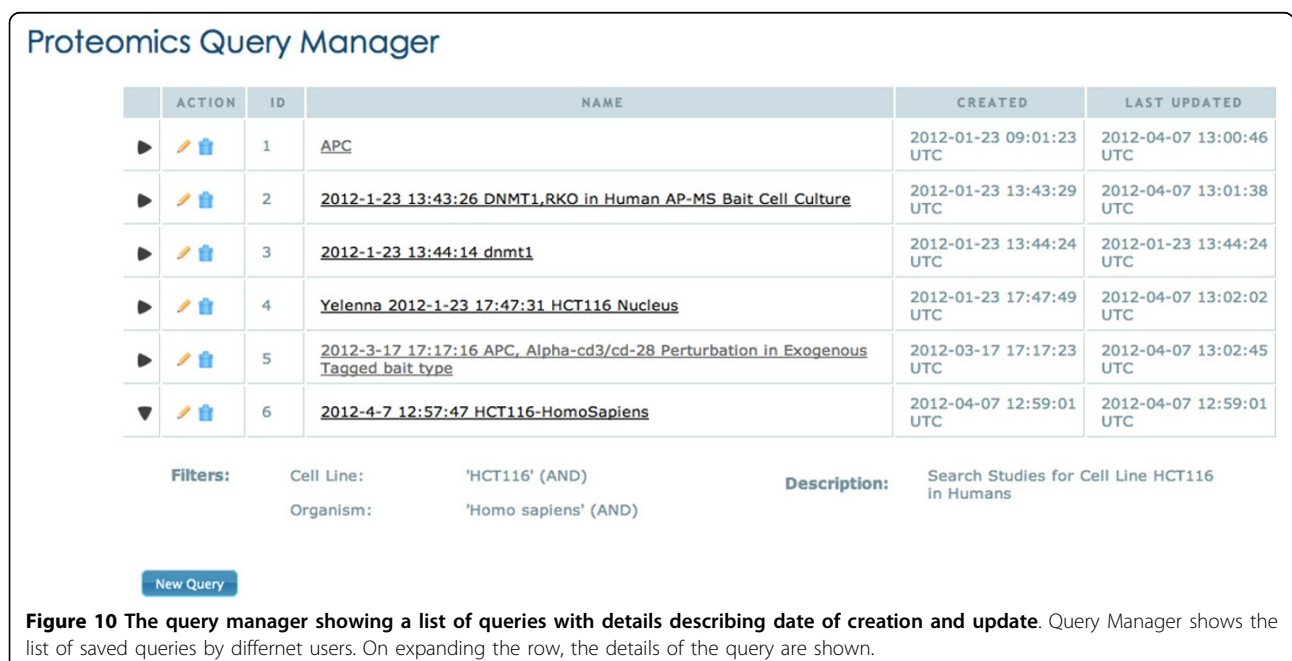 Proteomics Query Manager
ACTION ID NAME CREATED LAST UPDATED
1 APC 2012-01-23 09:01:23 UTC 2012-04-07 13:00:46 UTC
2 2012-1-23 13:43:26 DNMT1,RKO in Human AP-MS Bait Cell Culture 2012-01-23 13:43:29 UTC 2012-04-07 13:01:38 UTC
3 2012-1-23 13:44:14 dnmt1 2012-01-23 13:44:24 UTC 2012-01-23 13:44:24 UTC
4 Yelenna 2012-1-23 17:47:31 HCT116 Nucleus 2012-01-23 17:47:49 UTC 2012-04-07 13:02:02 UTC
5 2012-3-17 17:17:16 APC, Alpha-cd3/cd-28 Perturbation in Exogenous Tagged bait type 2012-03-17 17:17:23 UTC 2012-04-07 13:02:45 UTC
6 2012-4-7 12:57:47 HCT116-HomoSapiens 2012-04-07 12:59:01 UTC 2012-04-07 12:59:01 UTC
Filters: Cell Line: 'HCT116' (AND) Description: Search Studies for Cell Line HCT116 in Humans
Organism: 'Homo sapiens' (AND)
New Query
Figure 10 The query manager showing a list of queries with details describing date of creation and update. Query Manager shows the
list of saved queries by differnet users. On expanding the row, the details of the query are shown.